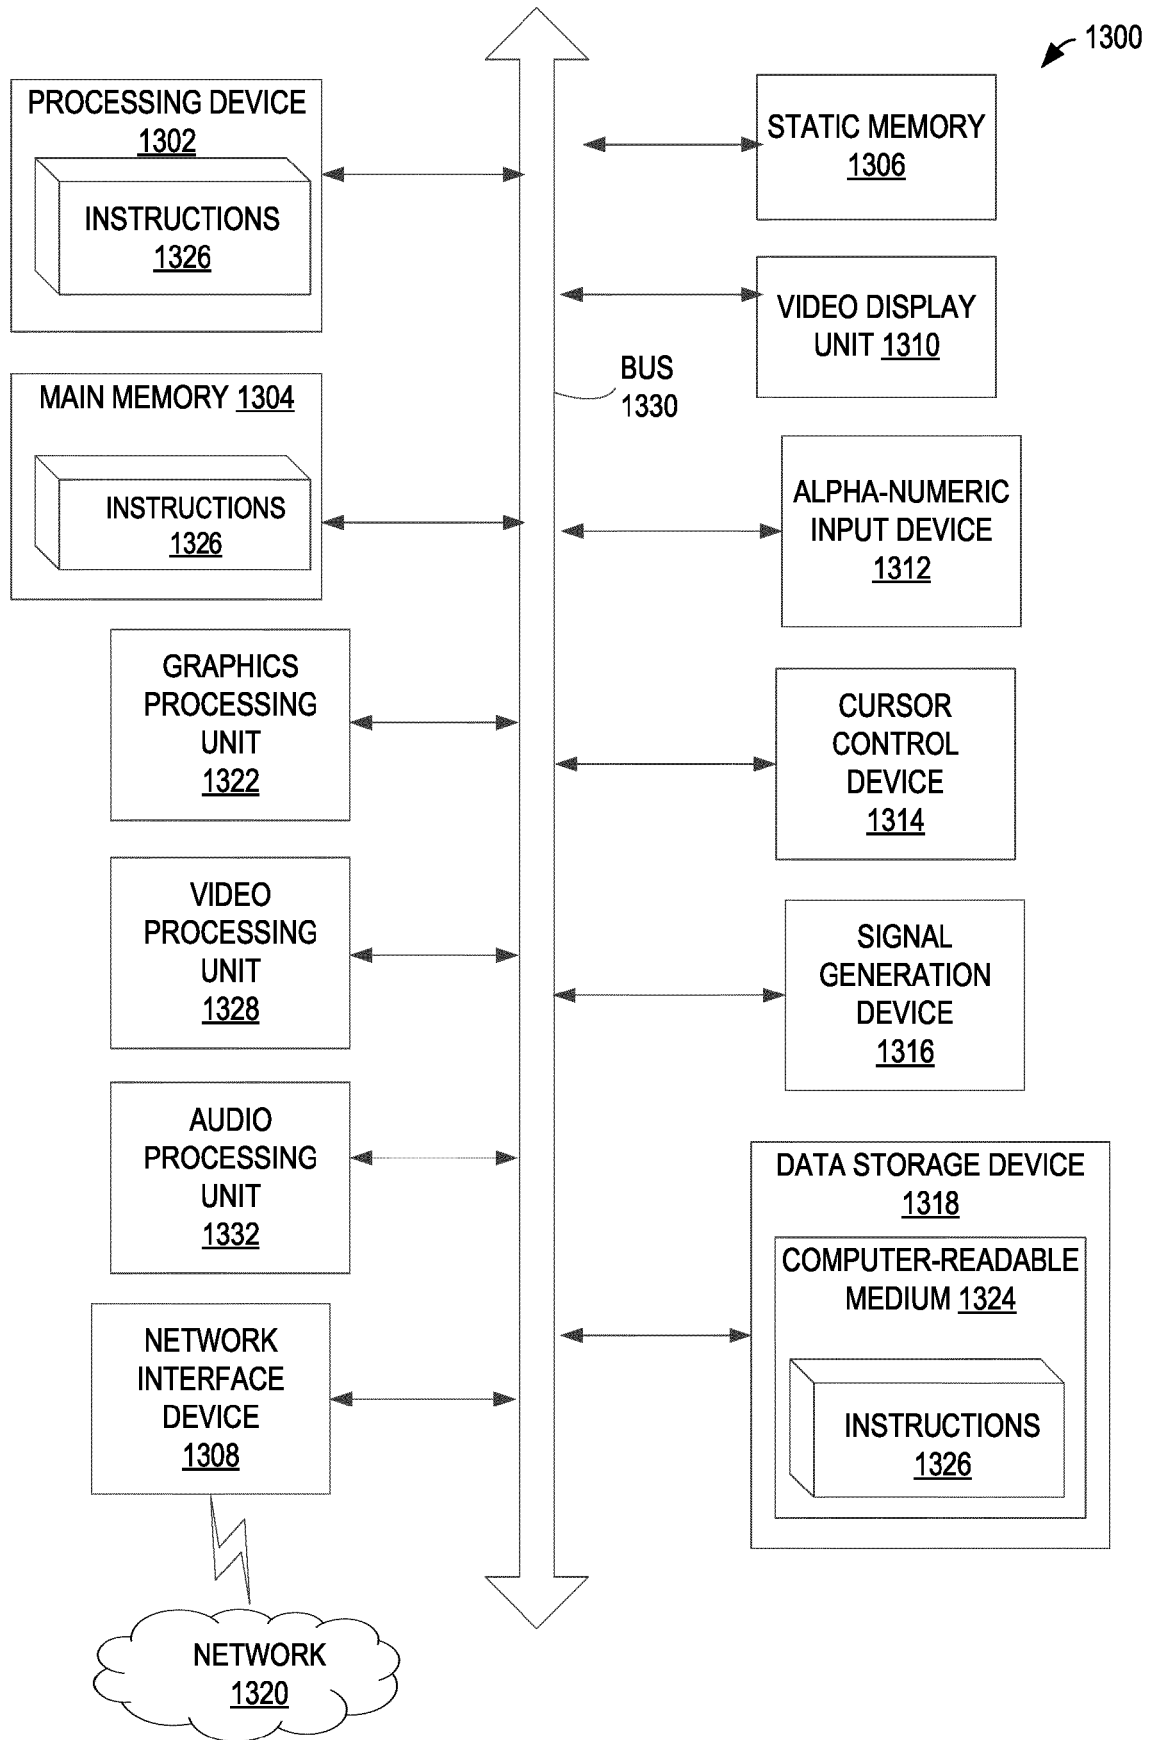 1300
PROCESSING DEVICE
1302
INSTRUCTIONS
1326
MAIN MEMORY 1304
INSTRUCTIONS
1326
GRAPHICS
PROCESSING
UNIT
1322
VIDEO
PROCESSING
UNIT
1328
AUDIO
PROCESSING
UNIT
1332
NETWORK
INTERFACE
DEVICE
1308
NETWORK
1320
BUS
1330
STATIC MEMORY
1306
VIDEO DISPLAY
UNIT 1310
ALPHA-NUMERIC
INPUT DEVICE
1312
CURSOR
CONTROL
DEVICE
1314
SIGNAL
GENERATION
DEVICE
1316
DATA STORAGE DEVICE
1318
COMPUTER-READABLE
MEDIUM 1324
INSTRUCTIONS
1326